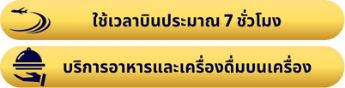 ใช้เวลาบินประมาณ 7 ชั่วโมง
บริการอาหารและเครื่องดื่มบนเครื่อง